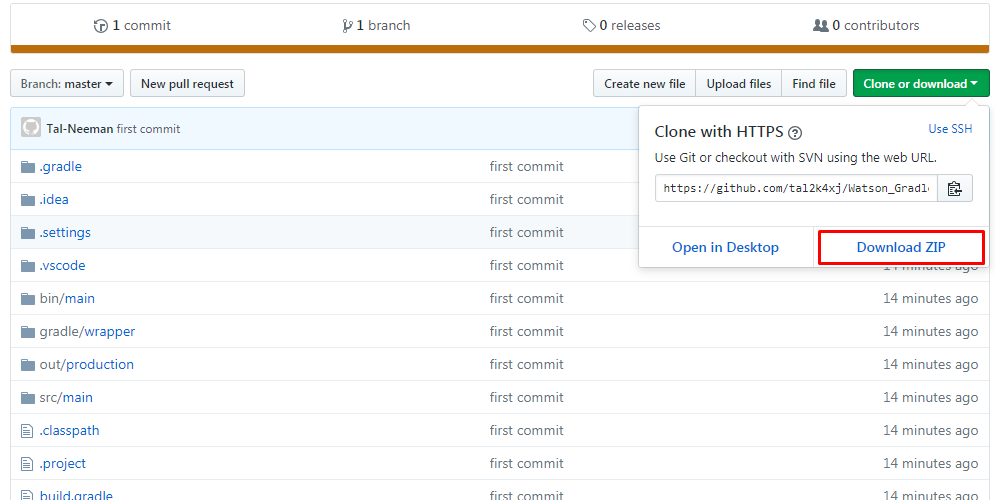 1 commit 1 branch 0 releases 0 contributors
Branch: master New pull request Create new file Upload files Find file Clone or download
Tal-Neeman first commit
Clone with HTTPS ? Use SSH
Use Git or checkout with SVN using the web URL.
https://github.com/tal2k4xj/Watson_Gradle
Open in Desktop Download ZIP
.gradle first commit
.idea first commit
.settings first commit
.vscode first commit 14 minutes ago
bin/main first commit 14 minutes ago
gradle/wrapper first commit 14 minutes ago
out/production first commit 14 minutes ago
src/main first commit 14 minutes ago
.classpath first commit 14 minutes ago
.project first commit 14 minutes ago
build.gradle first commit 14 minutes ago